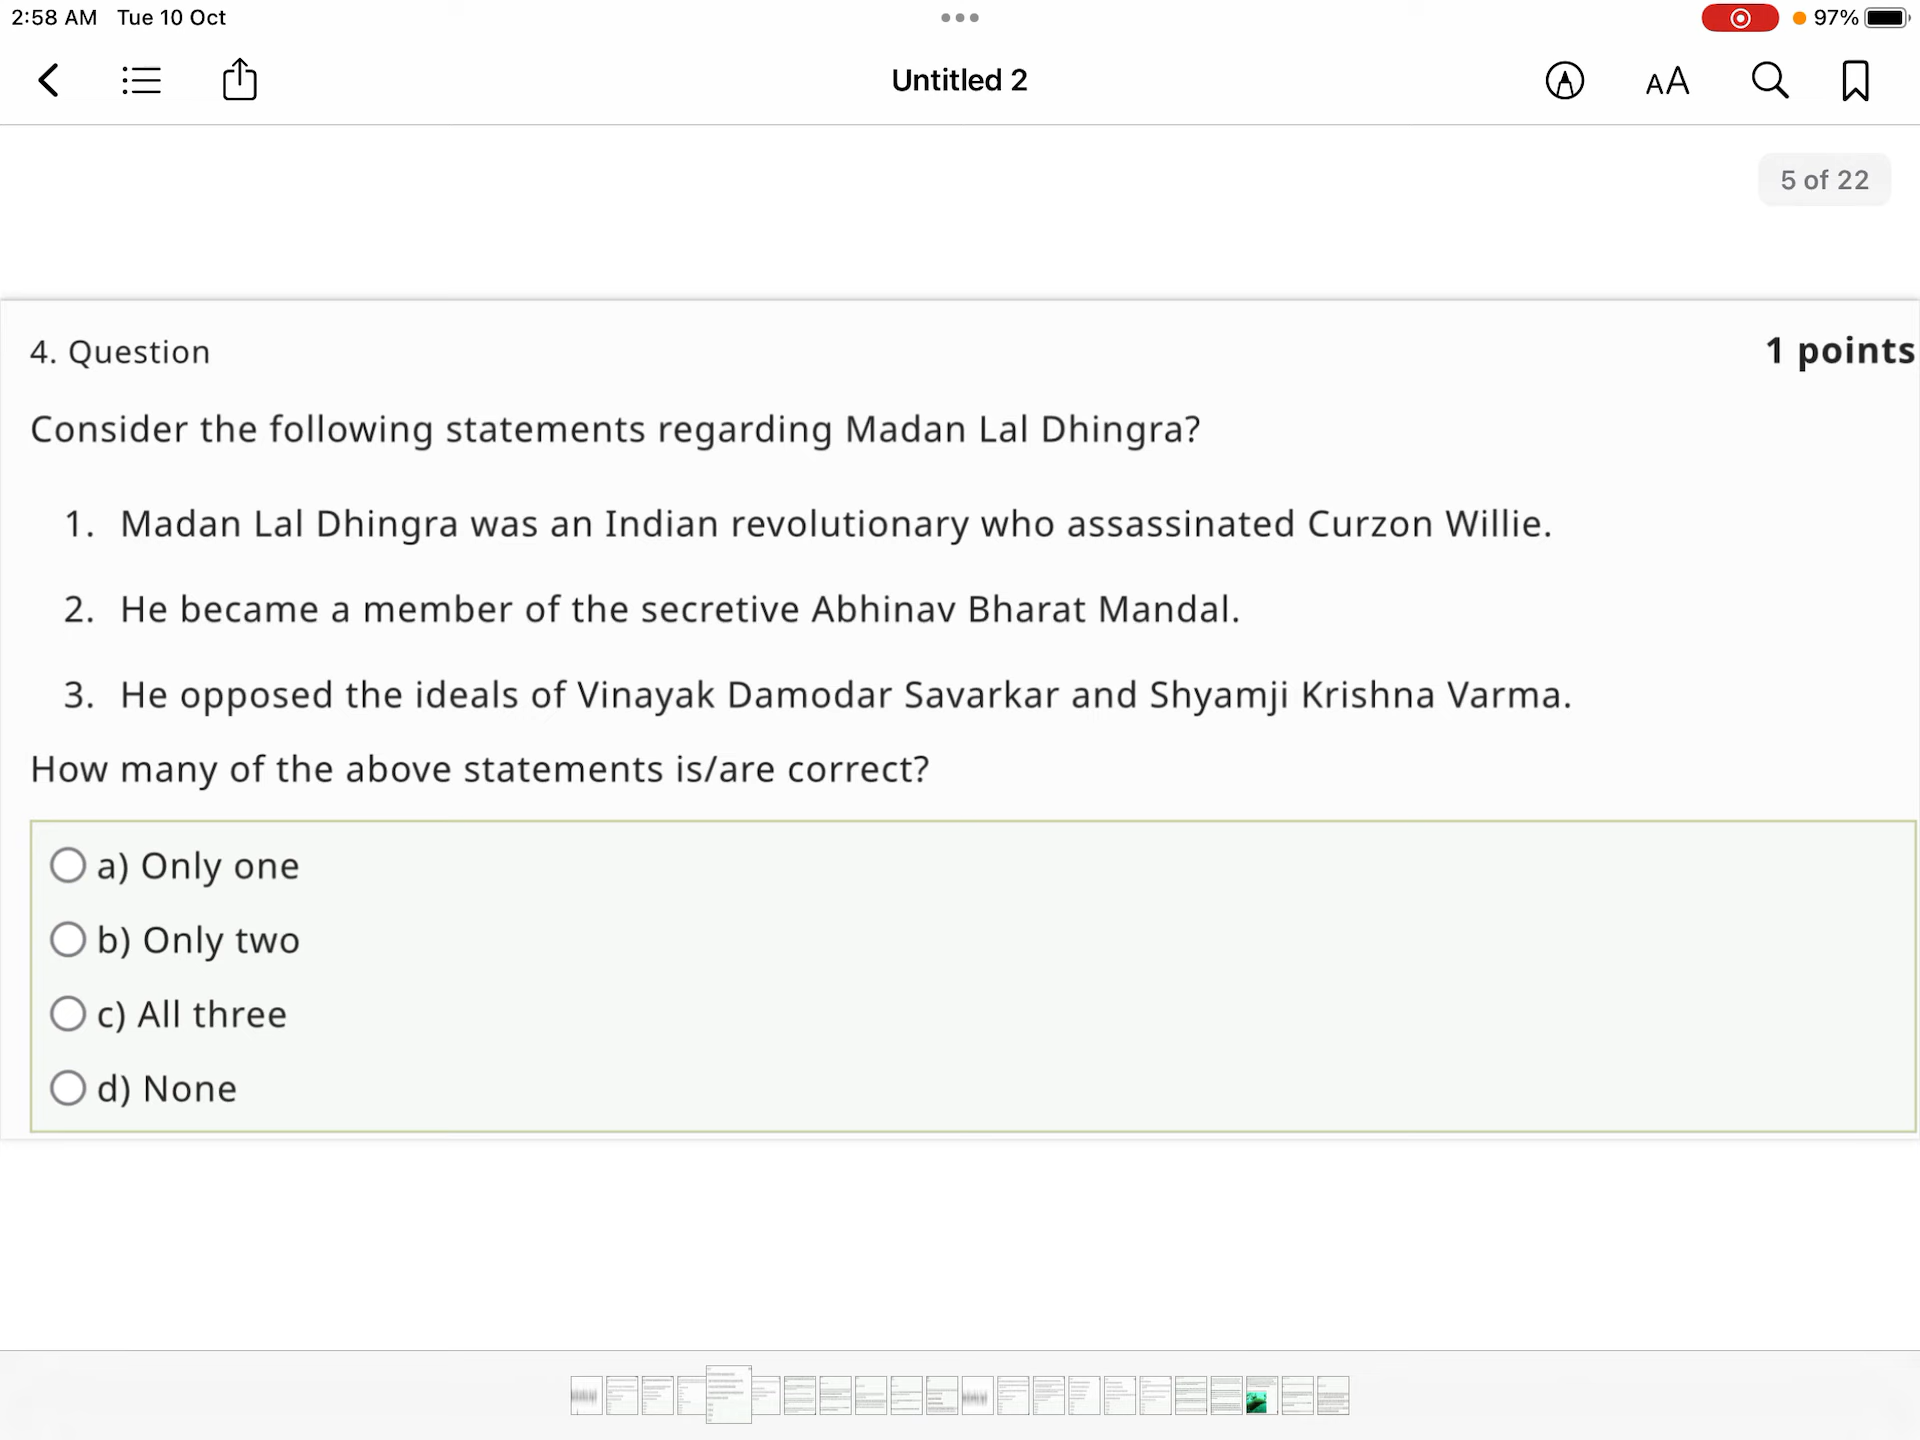 2:58 AM Tue 10 Oct
97%
Untitled 2
AA
5 of 22
4. Question
1 points
Consider the following statements regarding Madan Lal Dhingra?
1. Madan Lal Dhingra was an Indian revolutionary who assassinated Curzon Willie.
2. He became a member of the secretive Abhinav Bharat Mandal.
3. He opposed the ideals of Vinayak Damodar Savarkar and Shyamji Krishna Varma.
How many of the above statements is/are correct?
a) Only one
b) Only two
c) All three
d) None